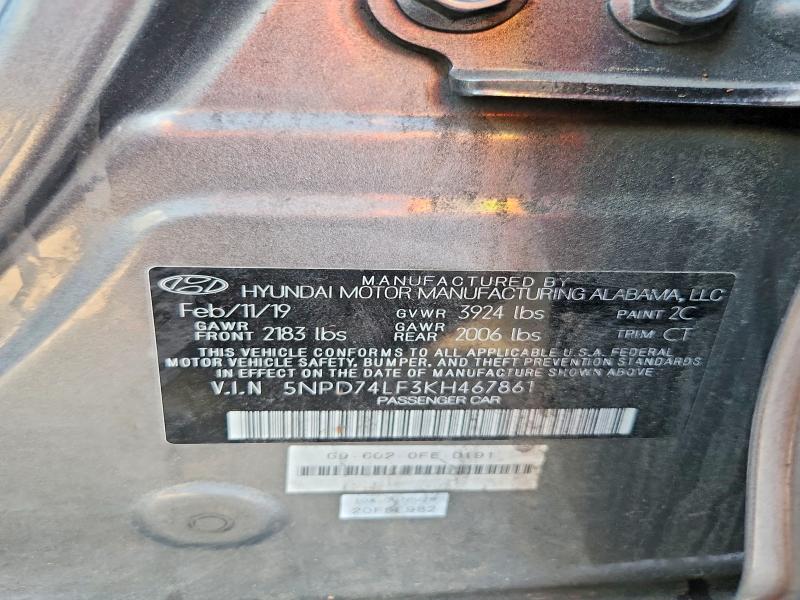 MANUFACTURED BY
HYUNDAI MOTOR MANUFACTURING ALABAMA, LLC
Feb/11/19 GVWR 3924 lbs PAINT 2C
GAWR FRONT 2183 lbs GAWR REAR 2006 lbs TRIM CT
THIS VEHICLE CONFORMS TO ALL APPLICABLE U.S.A FEDERAL
MOTOR VEHICLE SAFETY, BUMPER, AND THEFT PREVENTION STANDARDS
IN EFFECT ON THE DATE OF MANUFACTURE SHOWN ABOVE
V.I.N 5NPD74LF3KH467861
PASSENGER CAR